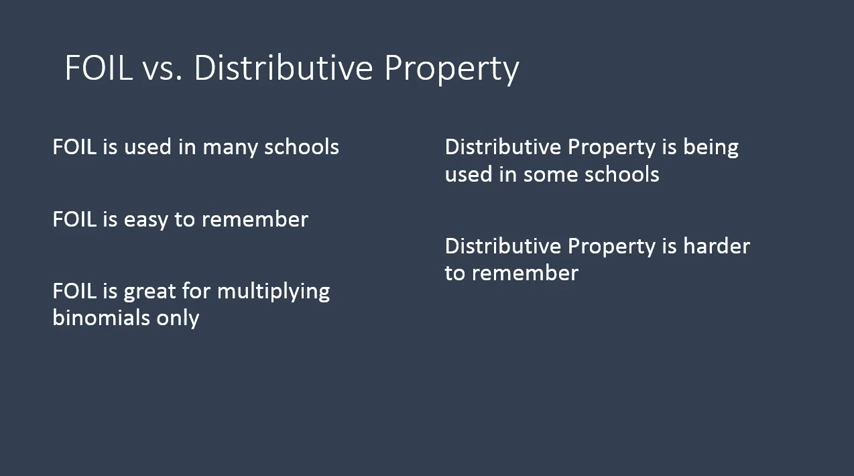 FOIL vs. Distributive Property
FOIL is used in many schools
FOIL is easy to remember
FOIL is great for multiplying
binomials only
Distributive Property is being
used in some schools
Distributive Property is harder
to remember